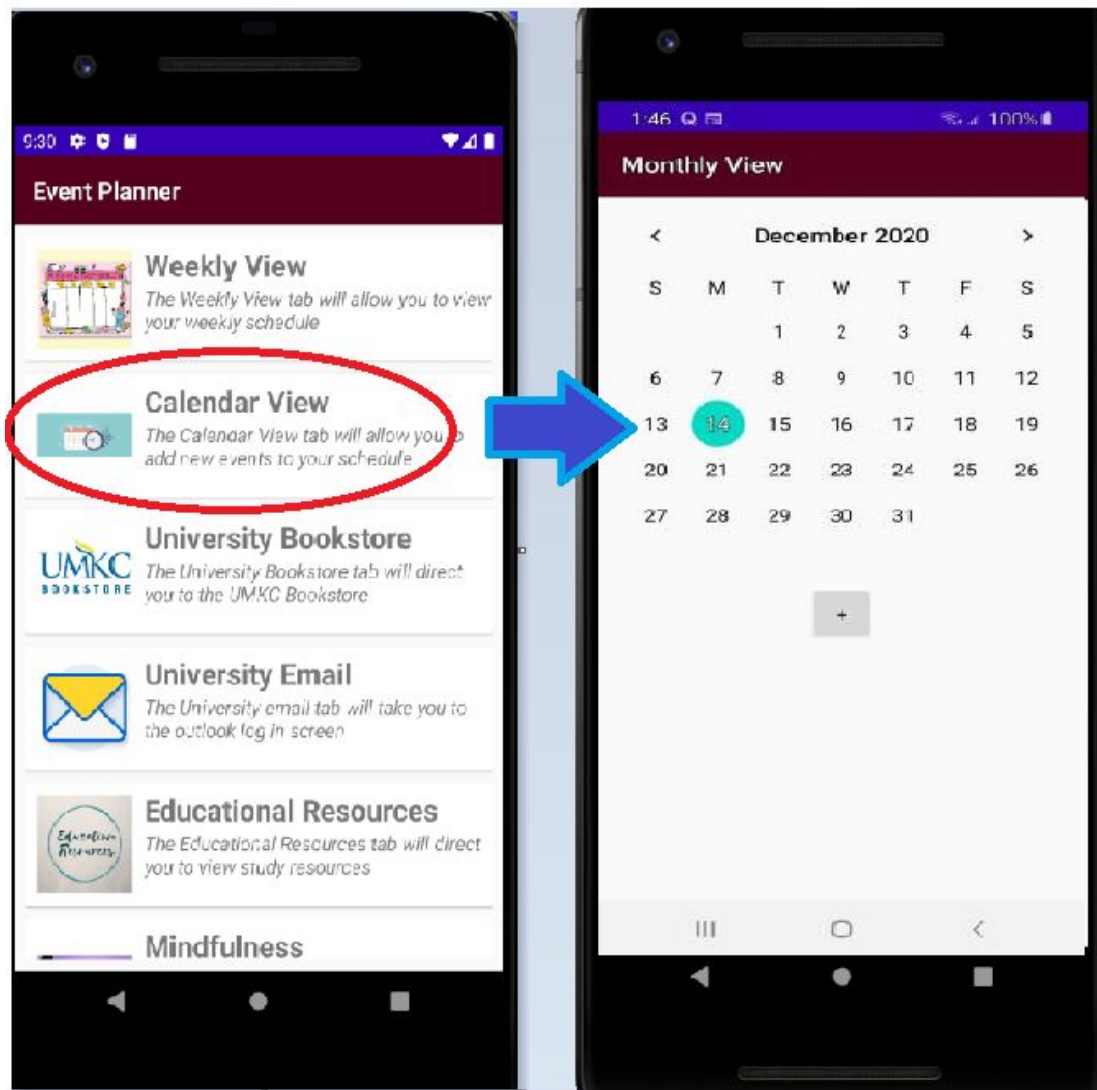 9:30
Event Planner
Weekly View
The Weekly View tab will allow you to view
your weekly schedule
Calendar View
The Calendar View tab will allow you to
add new events to your schedule
UMKC
BOOKSTORE
University Bookstore
The University Bookstore tab will direct
you to the UMKC Bookstore
University Email
The University email tab will take you to
the outlook log in screen
Education
Resources
Educational Resources
The Educational Resources tab will direct
you to view study resources
Mindfulness
1:46 100%
Monthly View
< December 2020 >
S M T W T F S
1 2 3 4 5
6 7 8 9 10 11 12
13 14 15 16 17 18 19
20 21 22 23 24 25 26
27 28 29 30 31
+